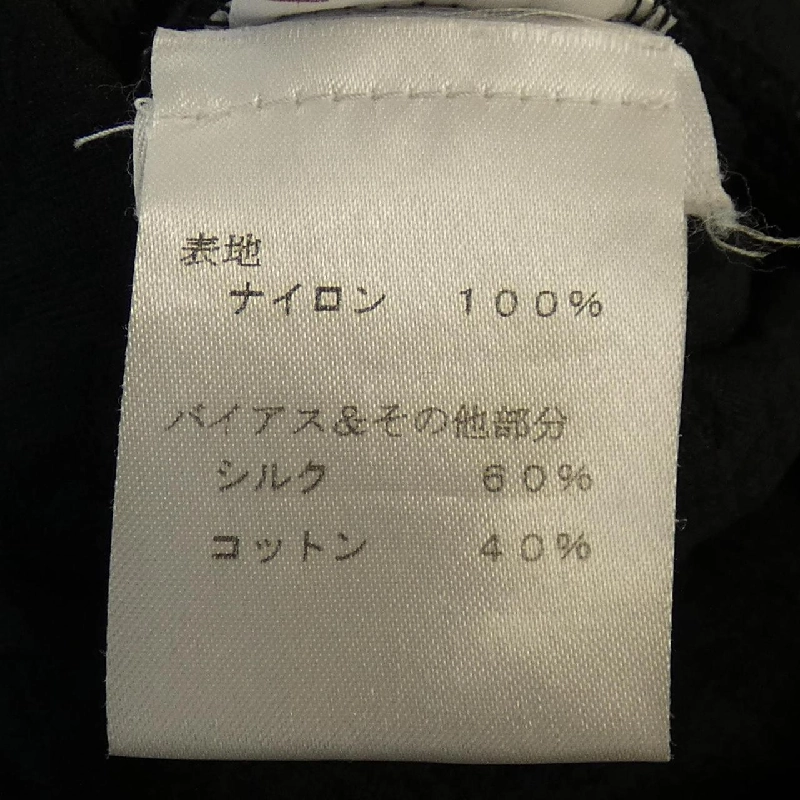 表地
ナイロン　１００％
バイアス＆その他部分
シルク　６０％
コットン　４０％